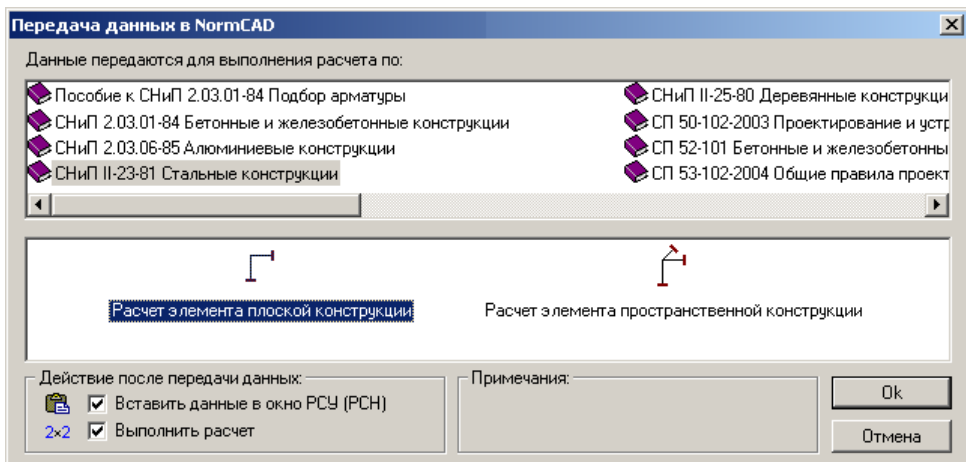 Передача данных в NormCAD
Данные передаются для выполнения расчета по:
Пособие к СНиП 2.03.01-84 Подбор арматуры
СНиП 2.03.01-84 Бетонные и железобетонные конструкции
СНиП 2.03.06-85 Алюминиевые конструкции
СНиП II-23-81 Стальные конструкции
СНиП II-25-80 Деревянные конструкци
СП 50-102-2003 Проектирование и устр
СП 52-101 Бетонные и железобетонны
СП 53-102-2004 Общие правила проект
Расчет элемента плоской конструкции
Расчет элемента пространственной конструкции
Действие после передачи данных:
Вставить данные в окно РСУ (РСН)
2×2 Выполнить расчет
Примечания:
Ok
Отмена